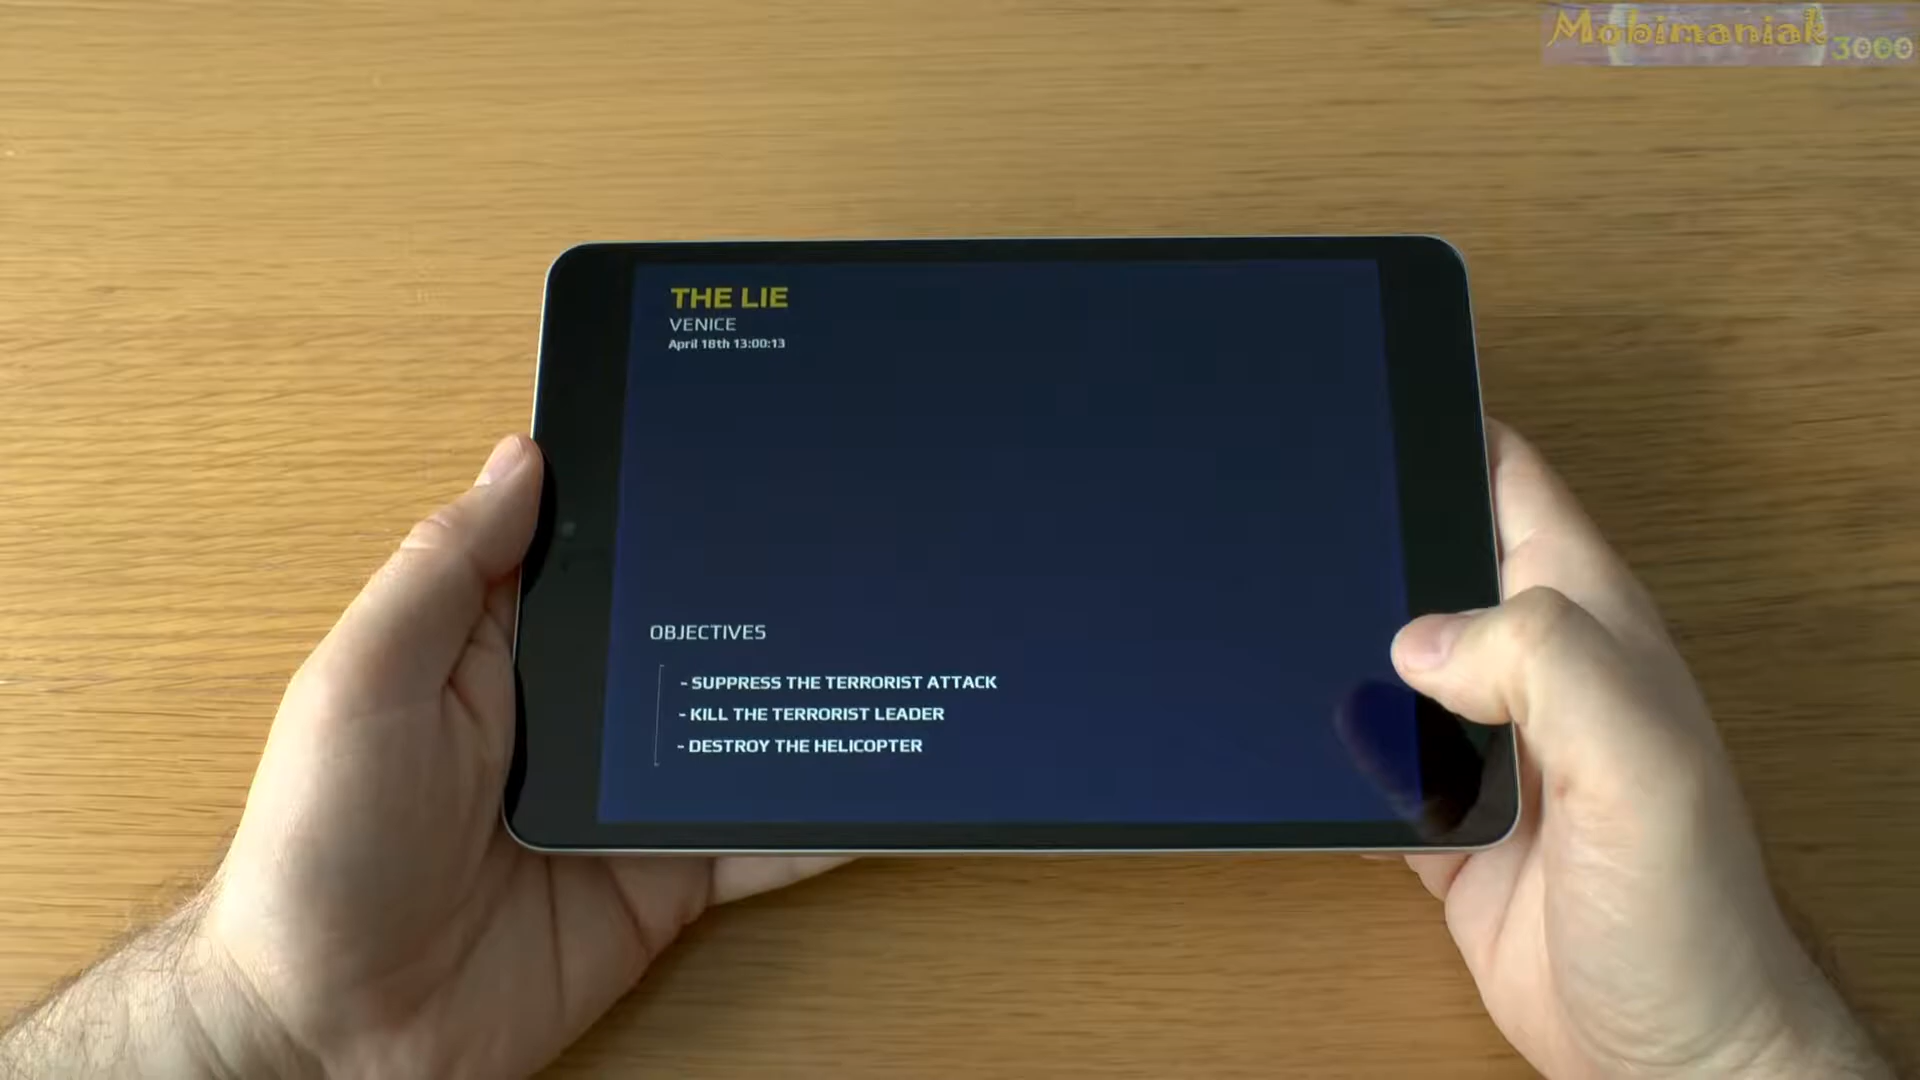 Mobimaniak 3000
THE LIE
VENICE
April 18th 13:00:13
OBJECTIVES
- SUPPRESS THE TERRORIST ATTACK
- KILL THE TERRORIST LEADER
- DESTROY THE HELICOPTER